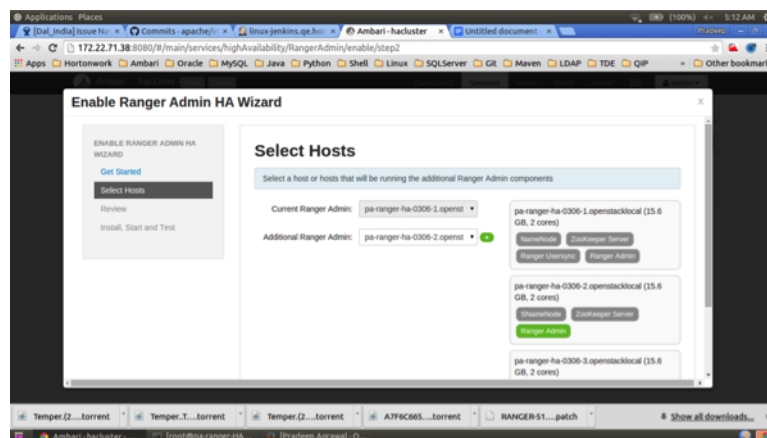 Applications Places
(100%) 5:12 AM
[Dal_India] Issue Na × Commits - apache/in × linux-jenkins.qe.hor × Ambari - hacluster × Untitled document ×
Pradeep
172.22.71.38:8080/#/main/services/highAvailability/RangerAdmin/enable/step2
Apps Hortonwork Ambari Oracle MySQL Java Python Shell Linux SQLServer Git Maven LDAP TDE QIP » Other bookmar
Enable Ranger Admin HA Wizard X
ENABLE RANGER ADMIN HA
WIZARD
Get Started
Select Hosts
Review
Install, Start and Test
Select Hosts
Select a host or hosts that will be running the additional Ranger Admin components
Current Ranger Admin: pa-ranger-ha-0306-1.openst
Additional Ranger Admin: pa-ranger-ha-0306-2.openst +
pa-ranger-ha-0306-1.openstacklocal (15.6
GB, 2 cores)
NameNode ZooKeeper Server
Ranger Usersync Ranger Admin
pa-ranger-ha-0306-2.openstacklocal (15.6
GB, 2 cores)
SNameNode ZooKeeper Server
Ranger Admin
pa-ranger-ha-0306-3.openstacklocal (15.6
GB, 2 cores)
Temper.(2....torrent Temper..T....torrent Temper.(2....torrent A7F6C665....torrent RANGER-51....patch Show all downloads...
Ambari - hacluster - [root@pa-ranger-HA [Pradeep Agrawal - O